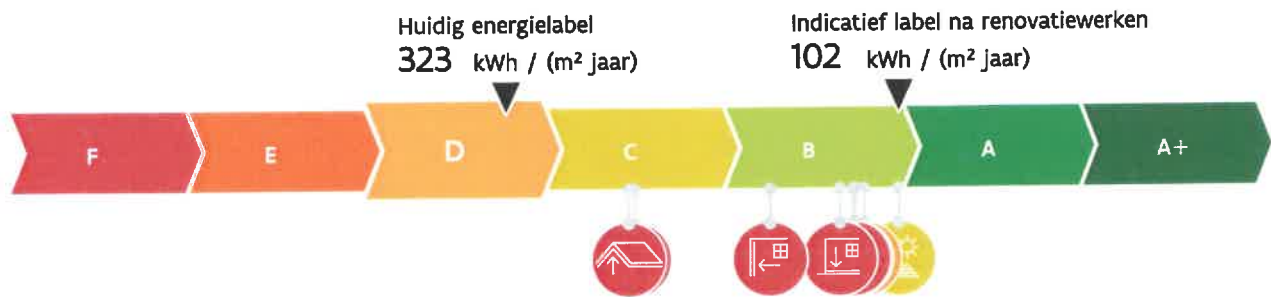 Huidig energielabel
323 kWh / (m² jaar)
Indicatief label na renovatiewerken
102 kWh / (m² jaar)
F
E
D
C
B
A
A+